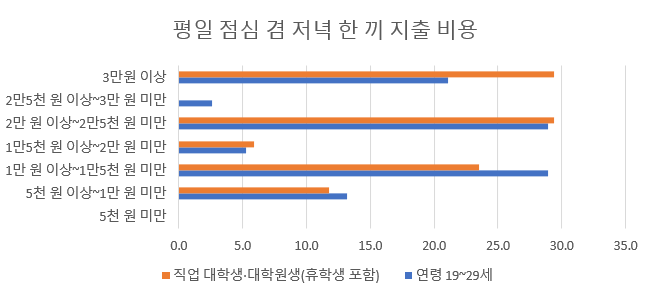 평일 점심 겸 저녁 한 끼 지출 비용
3만원 이상
2만5천 원 이상~3만 원 미만
2만 원 이상~2만5천 원 미만
1만5천 원 이상~2만 원 미만
1만 원 이상~1만5천 원 미만
5천 원 이상~1만 원 미만
5천 원 미만
0.0 5.0 10.0 15.0 20.0 25.0 30.0 35.0
직업 대학생·대학원생(휴학생 포함) 연령 19~29세